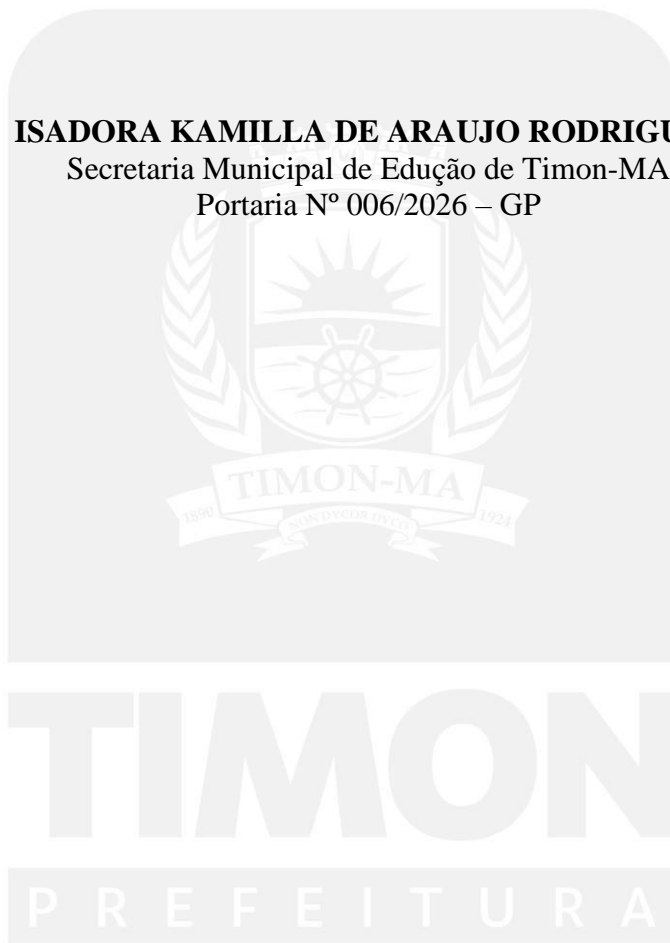 ISADORA KAMILLA DE ARAUJO
Secretaria Municipal de Edução de Timon-MA
Portaria Nº 006/2026 – GP
TIMON-MA
1890
NON DVCOR DVCO
1924
TIMON
PREFEITURA